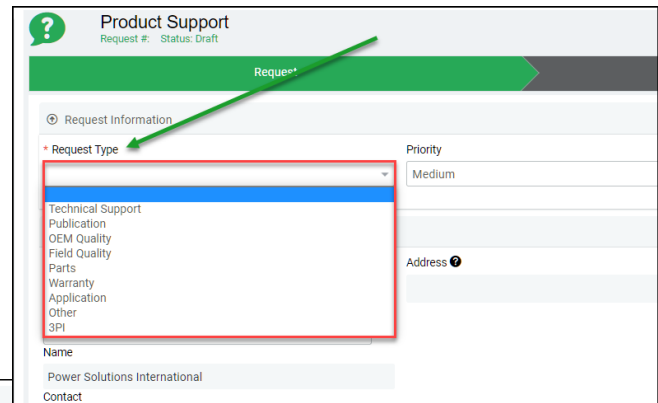 Product Support
Request #: Status: Draft
Request
Request Information
* Request Type
Priority
Medium
Technical Support
Publication
OEM Quality
Field Quality
Parts
Warranty
Application
Other
3PI
Address
Name
Power Solutions International
Contact